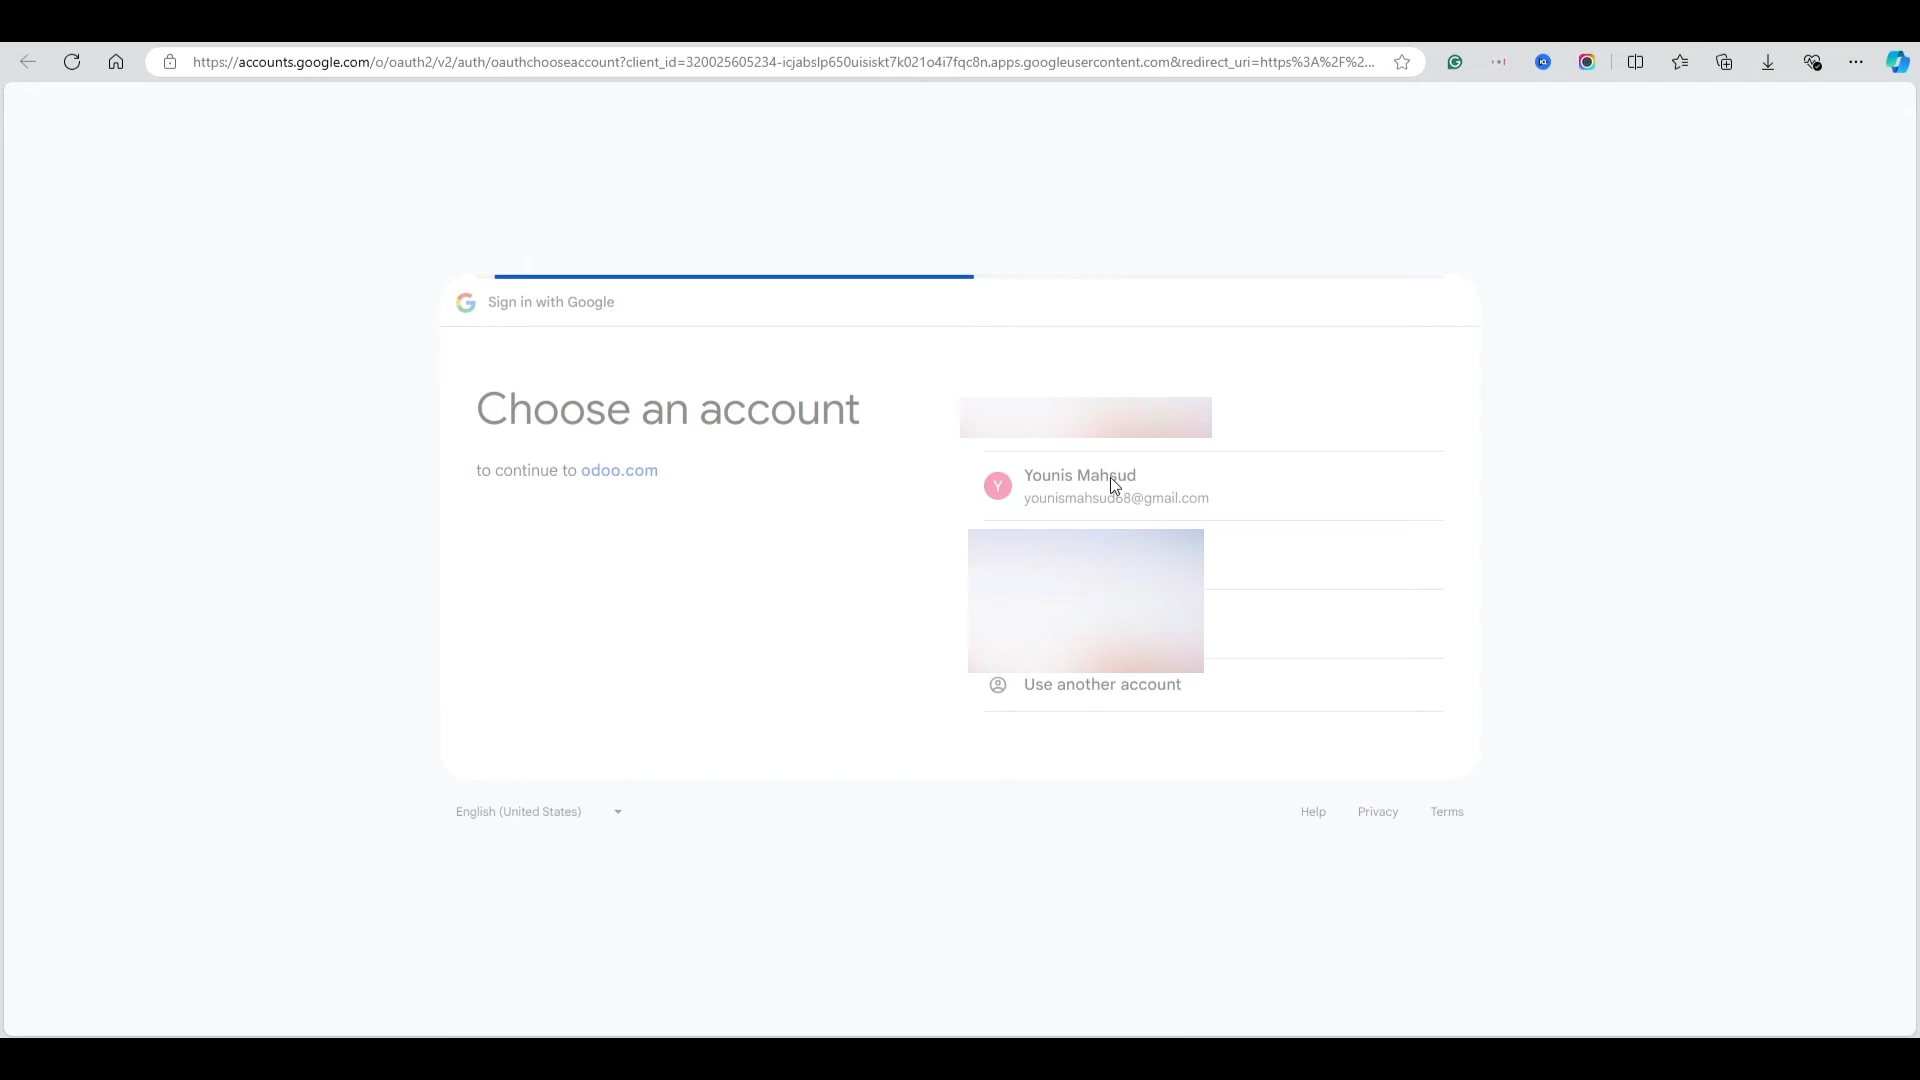 https://accounts.google.com/o/oauth2/v2/auth/oauthchooseaccount?client_id=320025605234-icjabslp650uisiskt7k021o4i7fqc8n.apps.googleusercontent.com&redirect_uri=https%3A%2F%2...
Sign in with Google
Choose an account
to continue to odoo.com
Y
Younis Mahsud
younismahsud68@gmail.com
Use another account
English (United States)
Help
Privacy
Terms